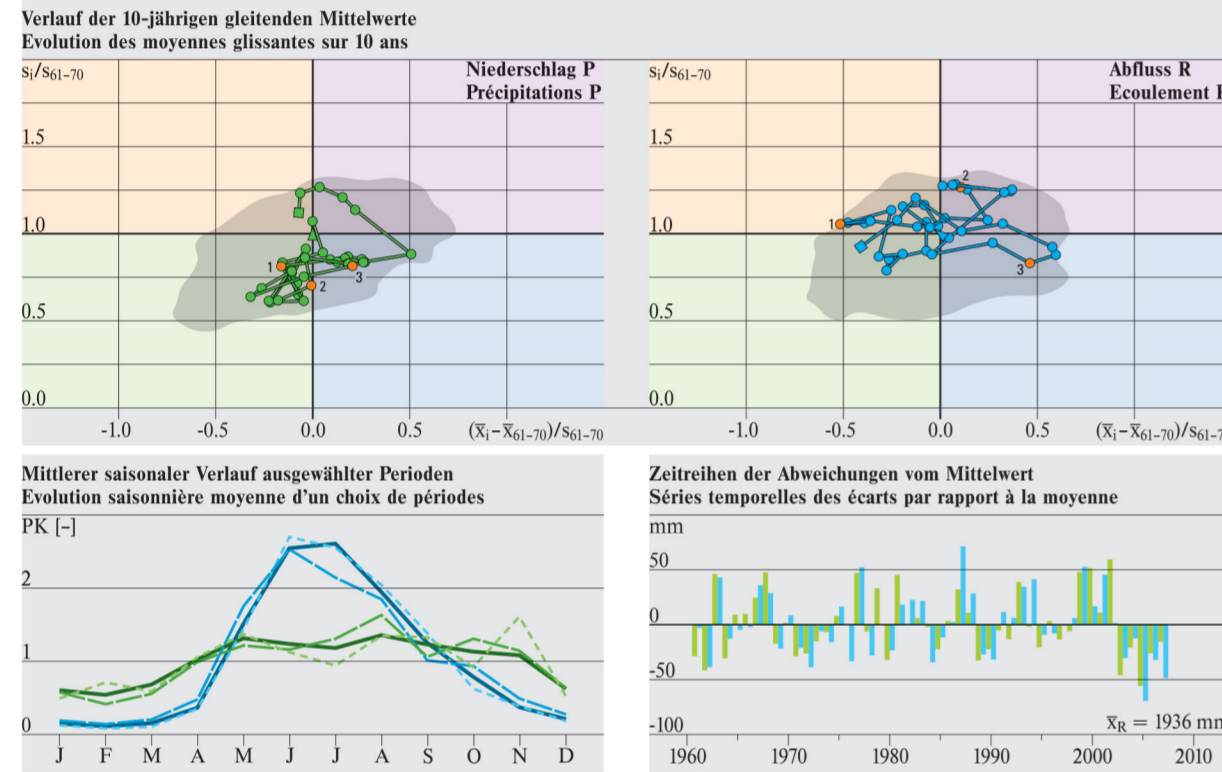 Verlauf der 10-jährigen gleitenden Mittelwerte
Evolution des moyennes glissantes sur 10 ans
si/s61–70
Niederschlag P
Précipitations P
1.5
1.0
0.5
0.0
1
2
3
-1.0 -0.5 0.0 0.5 (x̅i–x̅61–70)/s61–70
si/s61–70
Abfluss R
Ecoulement
1.5
1.0
0.5
0.0
1
2
3
-1.0 -0.5 0.0 0.5
Mittlerer saisonaler Verlauf ausgewählter Perioden
Evolution saisonnière moyenne d'un choix de périodes
PK [–]
2
1
0
J F M A M J J A S O N D
Zeitreihen der Abweichungen vom Mittelwert
Séries temporelles des écarts par rapport à la moyenne
mm
50
0
-50
-100
x̅R = 1936 mm
1960 1970 1980 1990 2000 2010